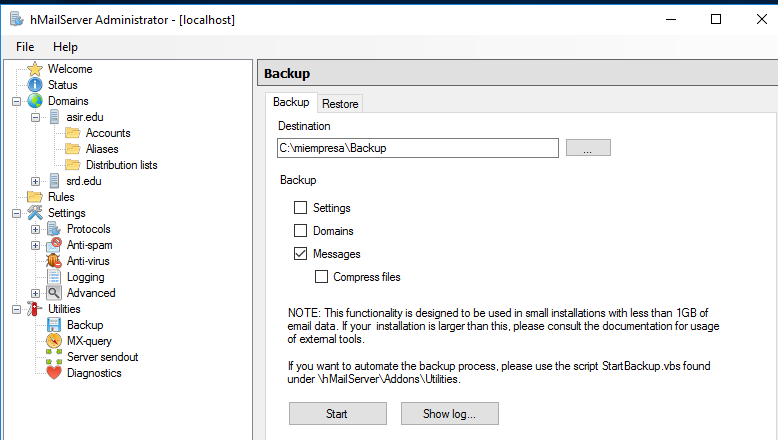 hMailServer Administrator - [localhost]
File Help
Welcome
Status
Domains
asir.edu
Accounts
Aliases
Distribution lists
srd.edu
Rules
Settings
Protocols
Anti-spam
Anti-virus
Logging
Advanced
Utilities
Backup
MX-query
Server sendout
Diagnostics
Backup
Backup Restore
Destination
C:\miempresa\Backup
...
Backup
Settings
Domains
Messages
Compress files
NOTE: This functionality is designed to be used in small installations with less than 1GB of
email data. If your installation is larger than this, please consult the documentation for usage
of external tools.
If you want to automate the backup process, please use the script StartBackup.vbs found
under \hMailServer\Addons\Utilities.
Start Show log...